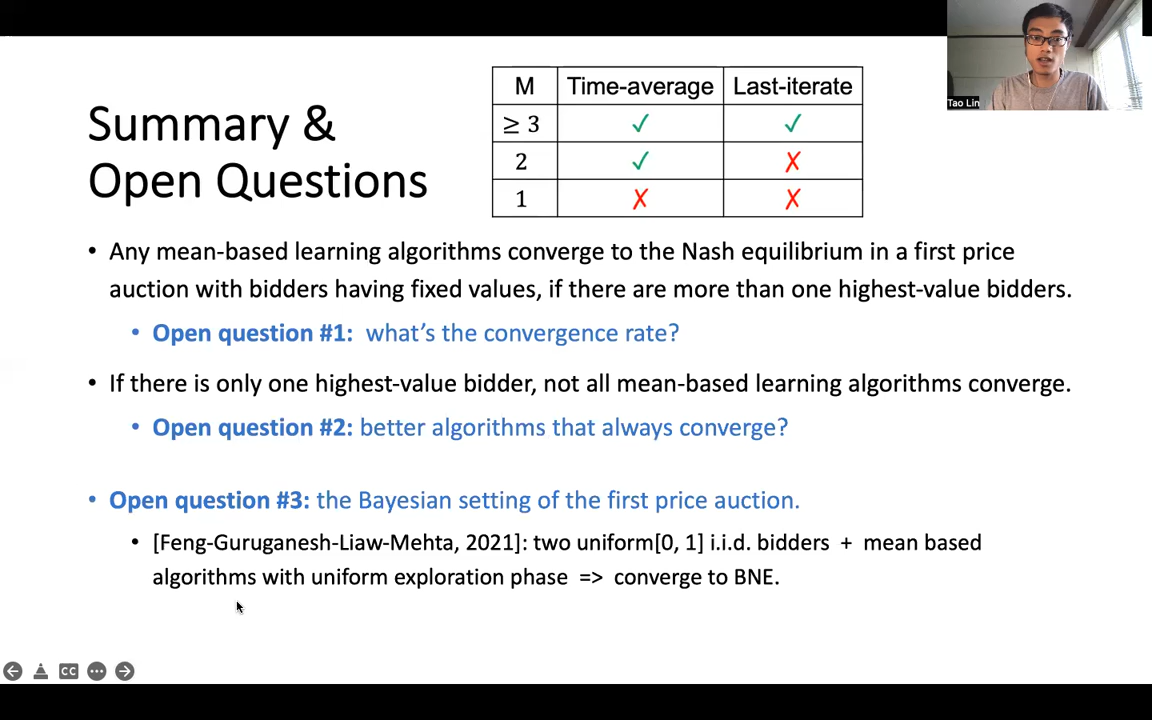 Summary &
Open Questions
M Time-average Last-iterate
≥ 3 ✓ ✓
2 ✓ ✗
1 ✗ ✗
Tao Lin
• Any mean-based learning algorithms converge to the Nash equilibrium in a first price
auction with bidders having fixed values, if there are more than one highest-value bidders.
• Open question #1: what's the convergence rate?
• If there is only one highest-value bidder, not all mean-based learning algorithms converge.
• Open question #2: better algorithms that always converge?
• Open question #3: the Bayesian setting of the first price auction.
• [Feng-Guruganesh-Liaw-Mehta, 2021]: two uniform[0, 1] i.i.d. bidders + mean based
algorithms with uniform exploration phase => converge to BNE.
CC